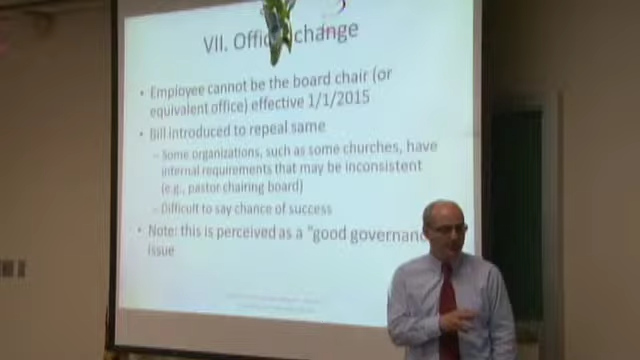 VII. Office change
• Employee cannot be the board chair (or
equivalent office) effective 1/1/2015
• Bill introduced to repeal same
– Some organizations, such as some churches, have
internal requirements that may be inconsistent
(e.g., pastor chairing board)
– Difficult to say chance of success
• Note: this is perceived as a "good governanc
issue